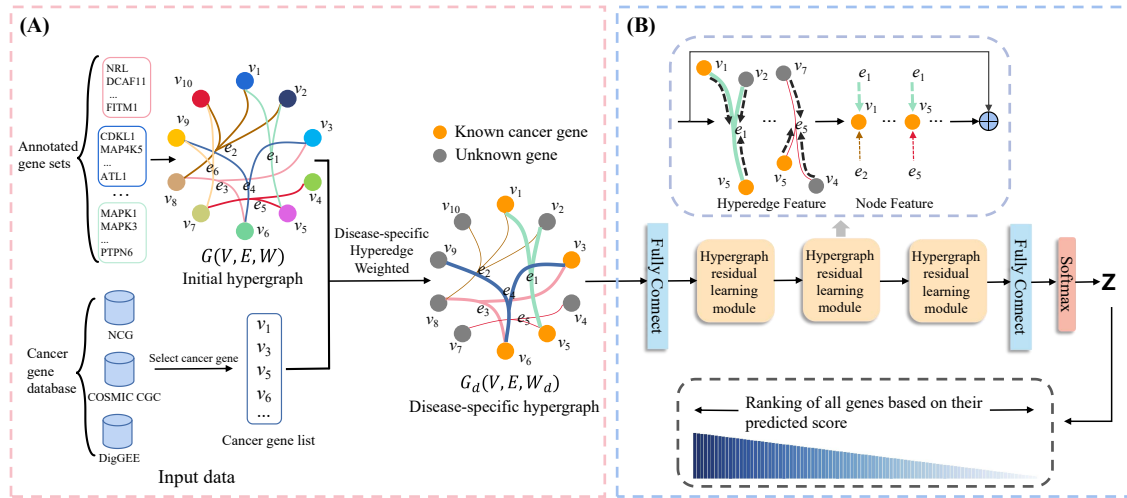 (A)
Annotated
gene sets
NRL
DCAF11
...
FITM1
CDKL1
MAP4K5
...
ATL1
...
MAPK1
MAPK3
...
PTPN6
v1
v2
v3
v4
v5
v6
v7
v8
v9
v10
e1
e2
e3
e4
e5
e6
G(V, E, W)
Initial hypergraph
Cancer
gene
database
NCG
COSMIC CGC
DigGEE
Select cancer gene
v1
v3
v5
v6
...
Cancer gene list
Input data
Disease-specific
Hyperedge
Weighted
Known cancer gene
Unknown gene
v1
v2
v3
v4
v5
v6
v7
v8
v9
v10
e1
e2
e3
e4
e5
Gd(V, E, Wd)
Disease-specific hypergraph
(B)
v1
v2
e1
v5
...
v7
e5
v5
v4
...
e1
v1
e2
...
e1
v5
e5
...
Hyperedge Feature
Node Feature
Fully Connect
Hypergraph
residual
learning
module
Hypergraph
residual
learning
module
Hypergraph
residual
learning
module
Fully Connect
Softmax
Z
Ranking of all genes based on their
predicted score